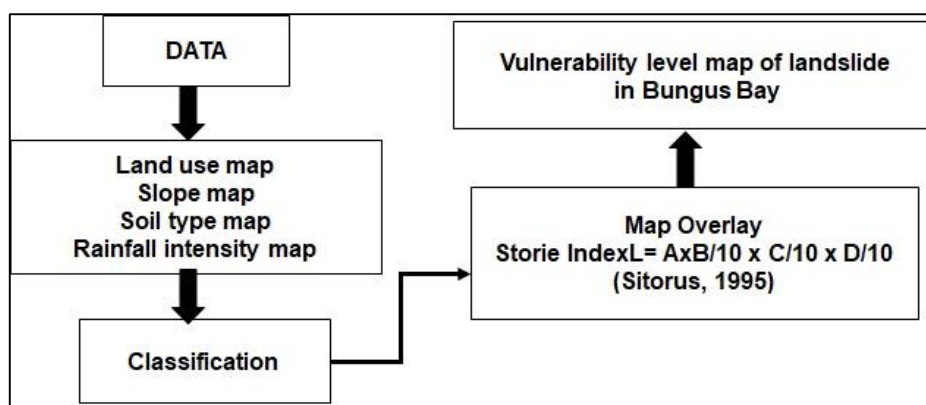 DATA
Land use map
Slope map
Soil type map
Rainfall intensity map
Classification
Map Overlay
Storie IndexL= AxB/10 x C/10 x D/10
(Sitorus, 1995)
Vulnerability level map of landslide
in Bungus Bay